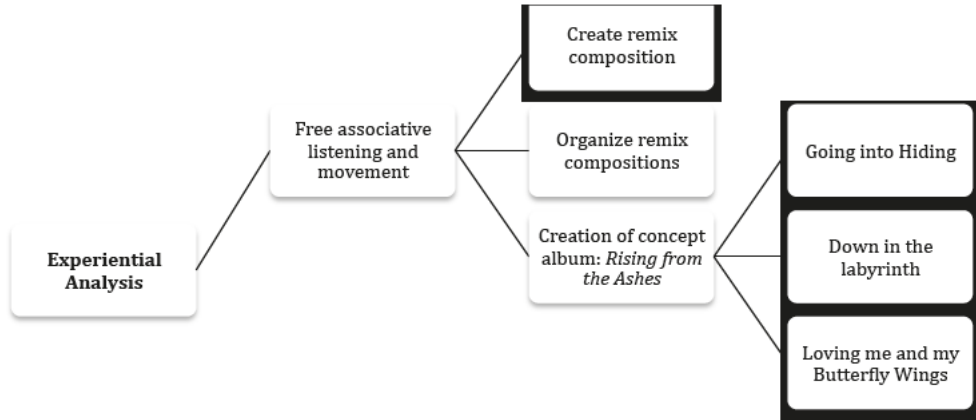 Create remix
composition
Free associative
listening and
movement
Organize remix
compositions
Going into Hiding
Experiential
Analysis
Creation of concept
album: Rising from
the Ashes
Down in the
labyrinth
Loving me and my
Butterfly Wings